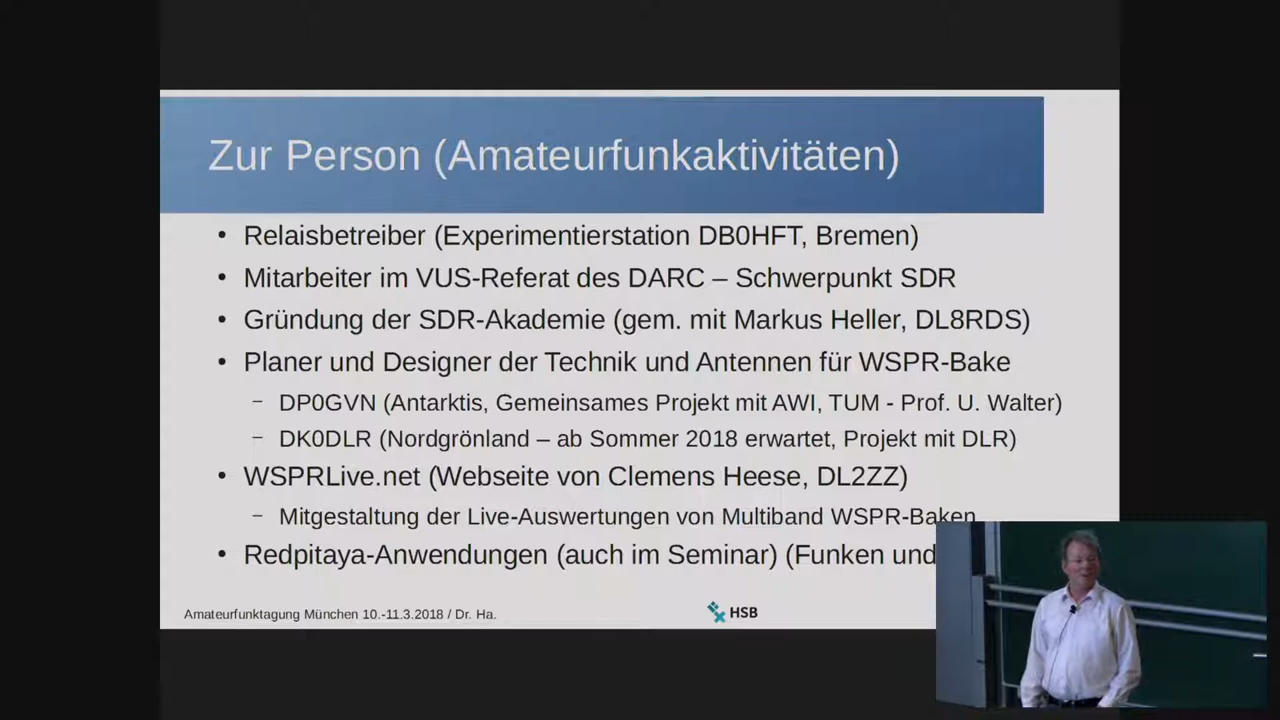 Zur Person (Amateurfunkaktivitäten)
• Relaisbetreiber (Experimentierstation DB0HFT, Bremen)
• Mitarbeiter im VUS-Referat des DARC – Schwerpunkt SDR
• Gründung der SDR-Akademie (gem. mit Markus Heller, DL8RDS)
• Planer und Designer der Technik und Antennen für WSPR-Bake
– DP0GVN (Antarktis, Gemeinsames Projekt mit AWI, TUM - Prof. U. Walter)
– DK0DLR (Nordgrönland – ab Sommer 2018 erwartet, Projekt mit DLR)
• WSPRLive.net (Webseite von Clemens Heese, DL2ZZ)
– Mitgestaltung der Live-Auswertungen von Multiband WSPR-Baken
• Redpitaya-Anwendungen (auch im Seminar) (Funken und
Amateurfunktagung München 10.-11.3.2018 / Dr. Ha.
HSB